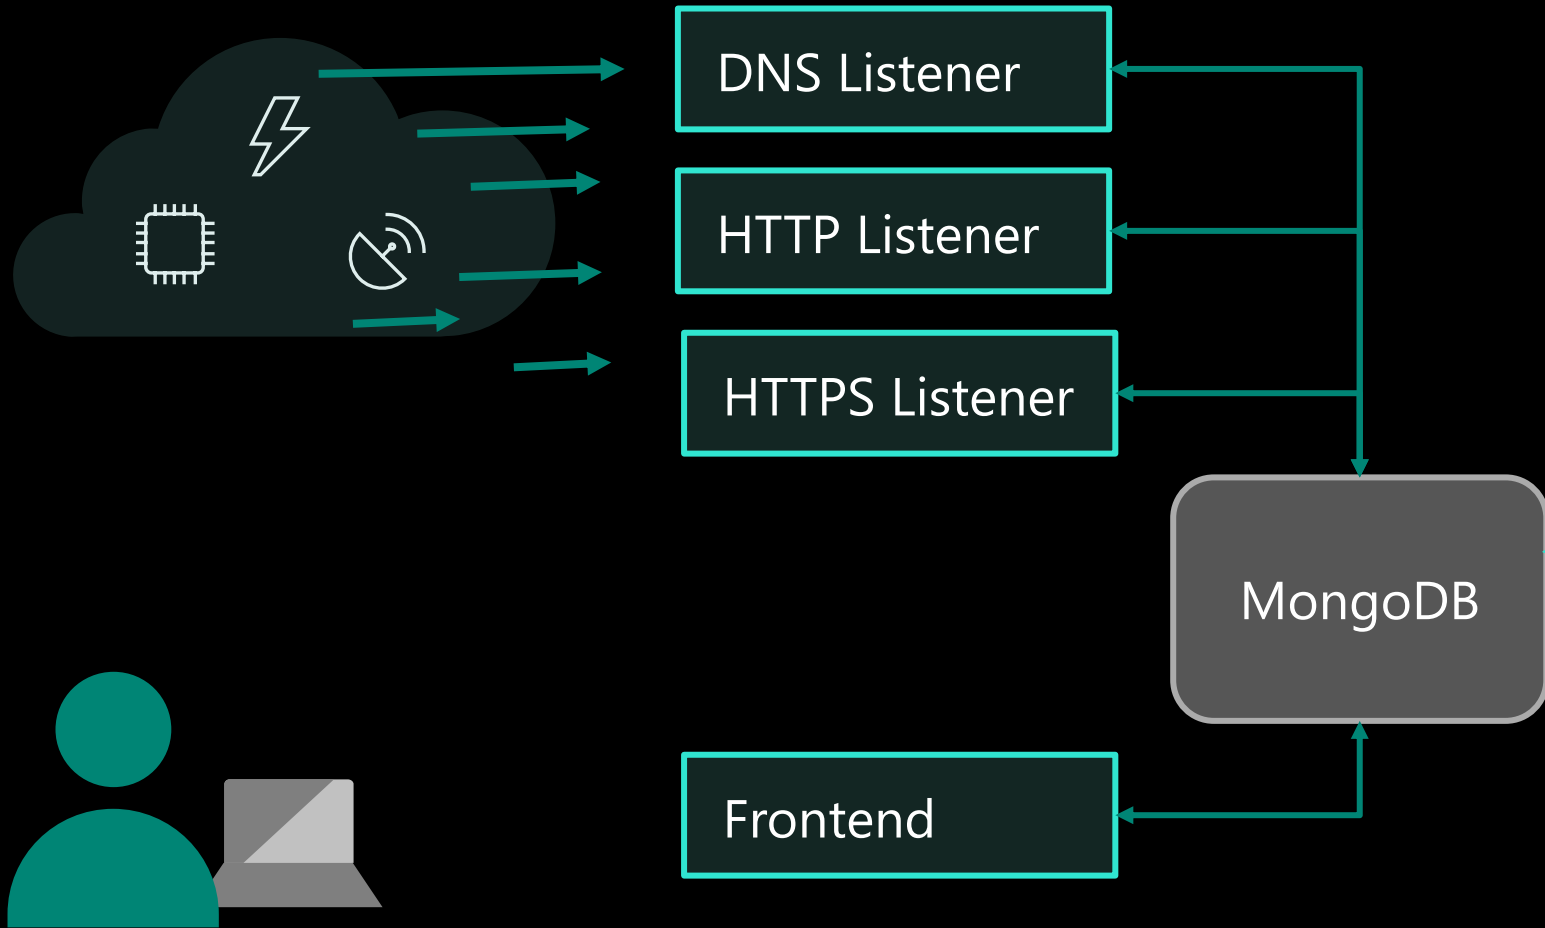 DNS Listener
HTTP Listener
HTTPS Listener
MongoDB
Frontend